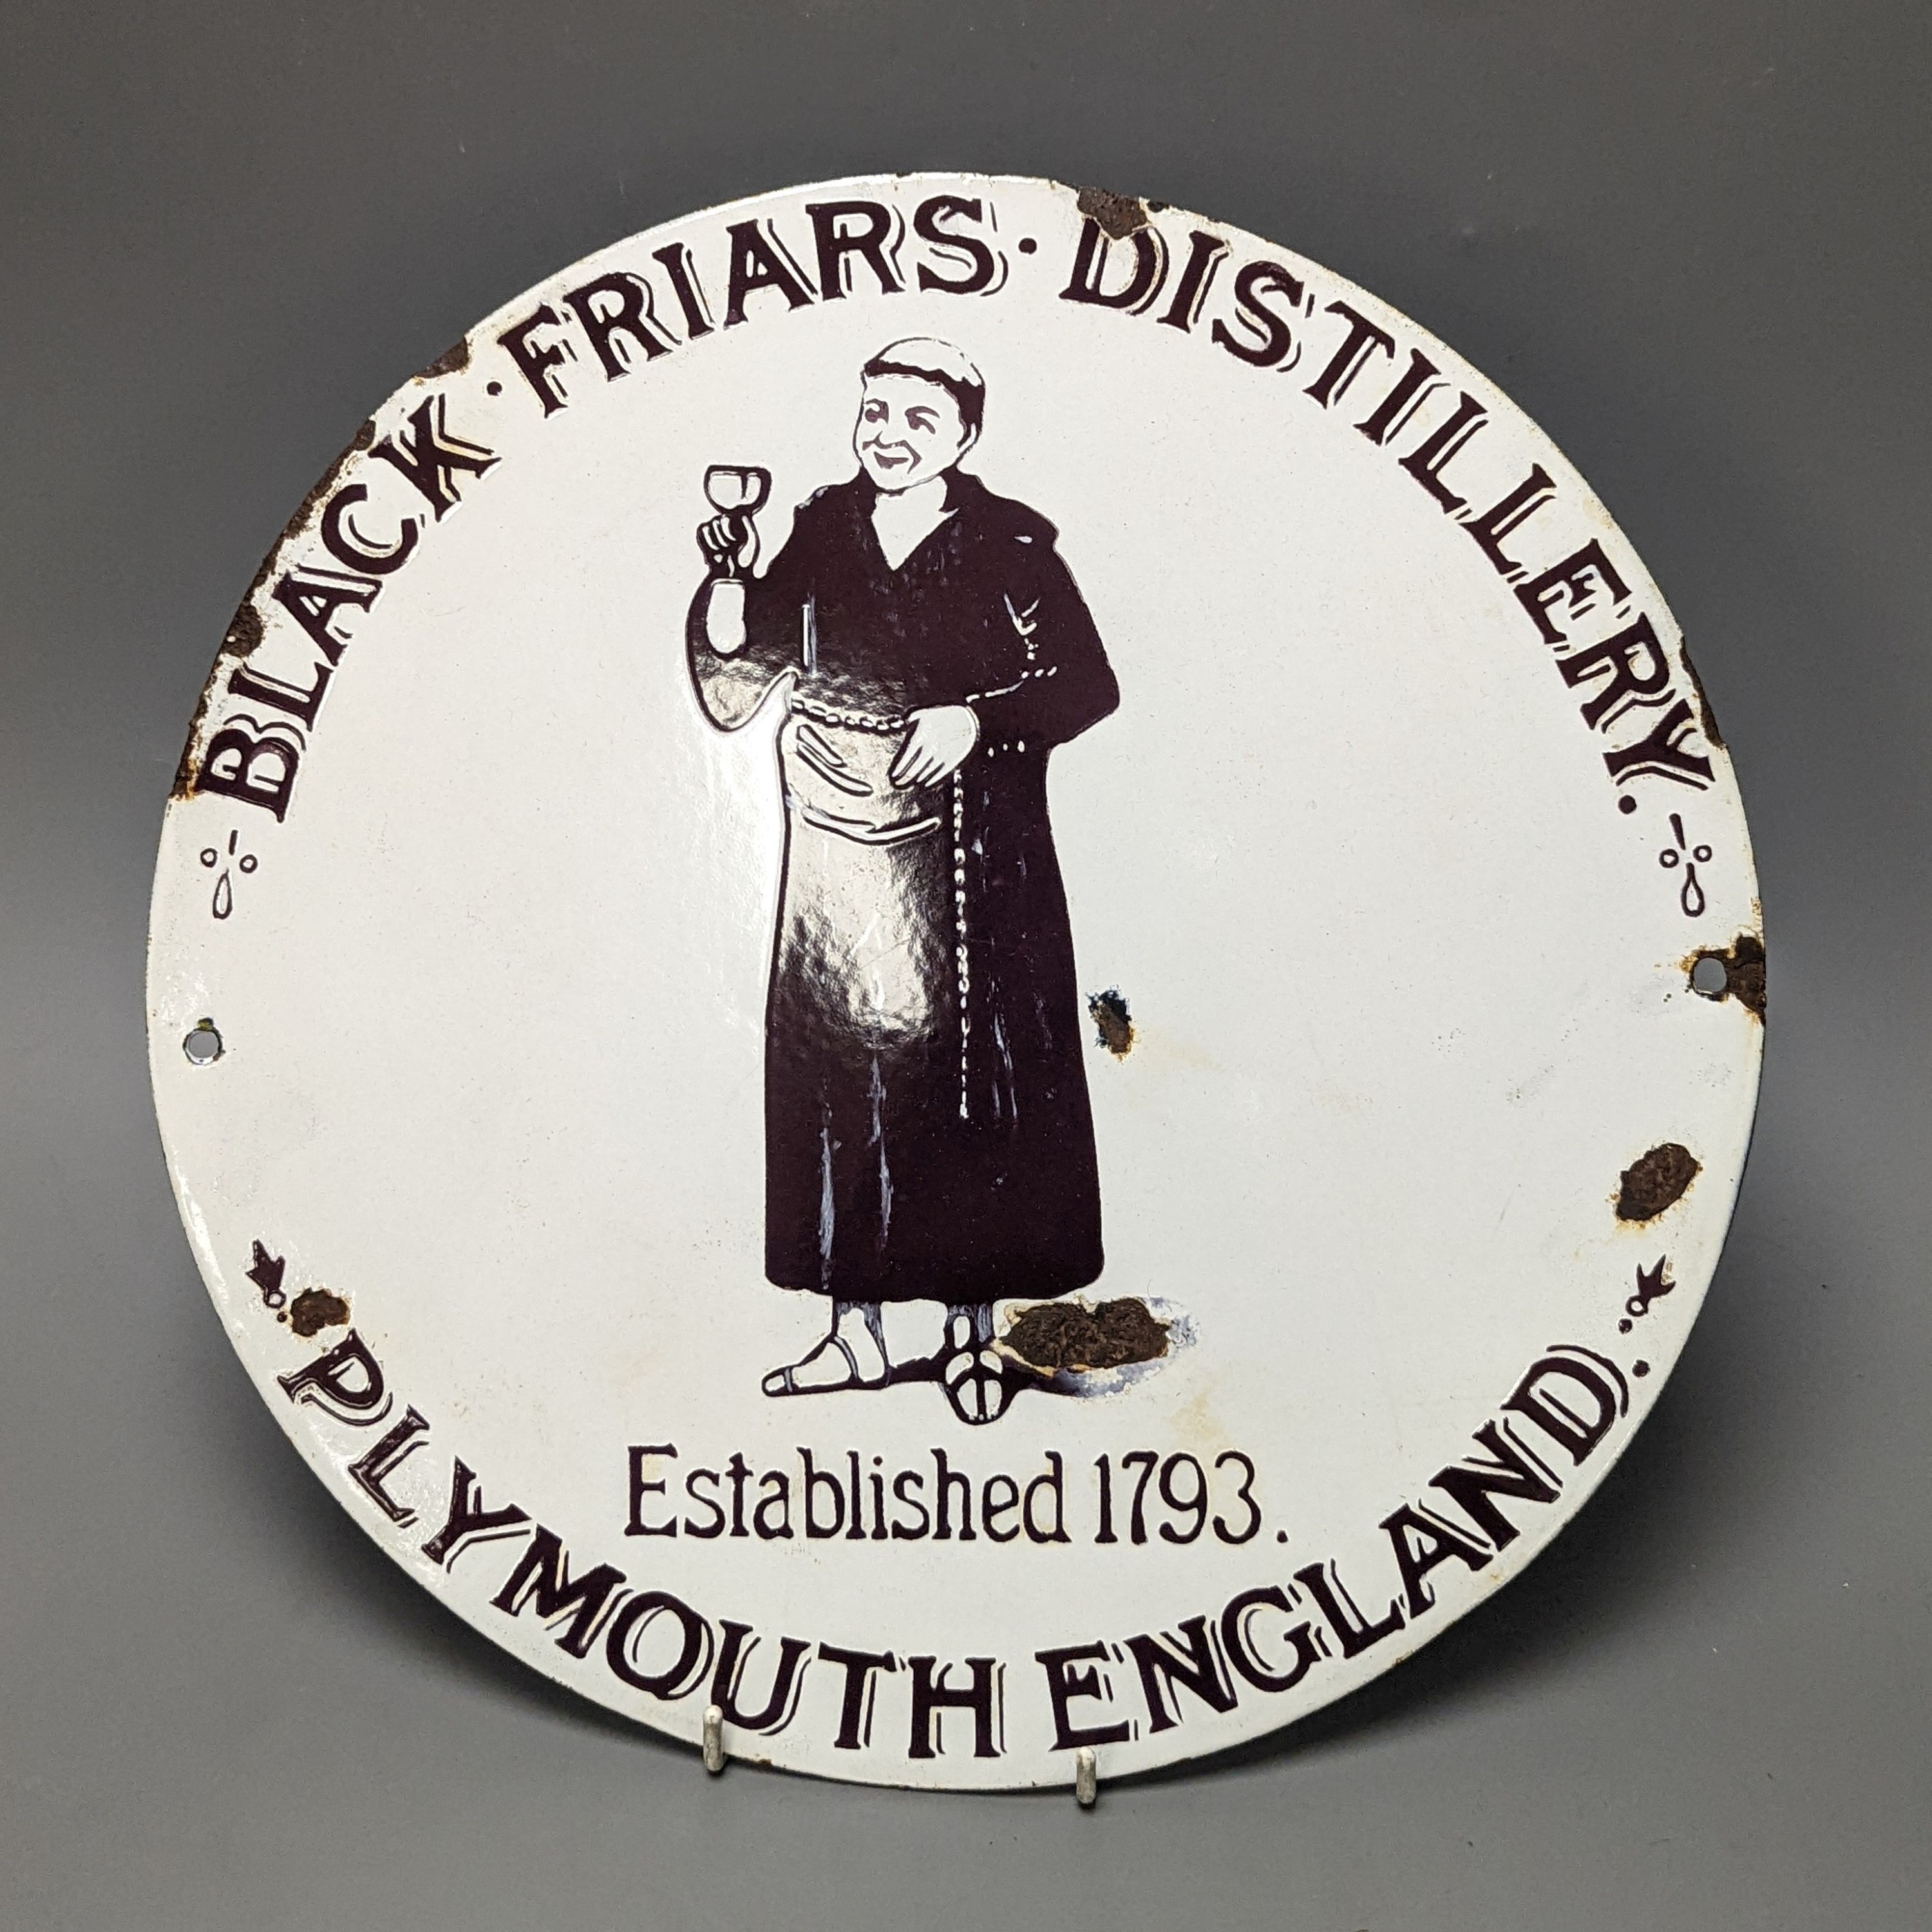 BLACK · FRIARS · DISTILLERY.
Established 1793.
PLYMOUTH ENGLAND.